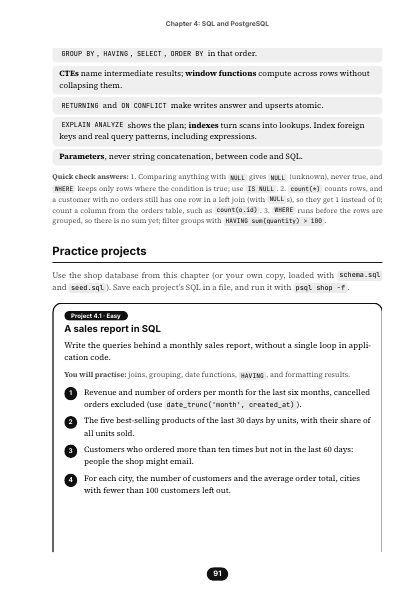 Chapter 4: SQL and PostgreSQL
GROUP BY, HAVING, SELECT, ORDER BY in that order.
CTEs name intermediate results; window functions compute across rows without
collapsing them.
RETURNING and ON CONFLICT make writes answer and upserts atomic.
EXPLAIN ANALYZE shows the plan; indexes turn scans into lookups. Index foreign
keys and real query patterns, including expressions.
Parameters, never string concatenation, between code and SQL.
Quick check answers: 1. Comparing anything with NULL gives NULL (unknown), never true, and
WHERE keeps only rows where the condition is true; use IS NULL. 2. count(*) counts rows, and
a customer with no orders still has one row in a left join (with NULLs), so they get 1 instead of 0;
count a column from the orders table, such as count(o.id). 3. WHERE runs before the rows are
grouped, so there is no sum yet; filter groups with HAVING sum(quantity) > 100.
Practice projects
Use the shop database from this chapter (or your own copy, loaded with schema.sql
and seed.sql). Save each project's SQL in a file, and run it with psql shop -f.
Project 4.1 · Easy
A sales report in SQL
Write the queries behind a monthly sales report, without a single loop in appli-
cation code.
You will practise: joins, grouping, date functions, HAVING, and formatting results.
1 Revenue and number of orders per month for the last six months, cancelled
orders excluded (use date_trunc('month', created_at)).
2 The five best-selling products of the last 30 days by units, with their share of
all units sold.
3 Customers who ordered more than ten times but not in the last 60 days:
people the shop might email.
4 For each city, the number of customers and the average order total, cities
with fewer than 100 customers left out.
91